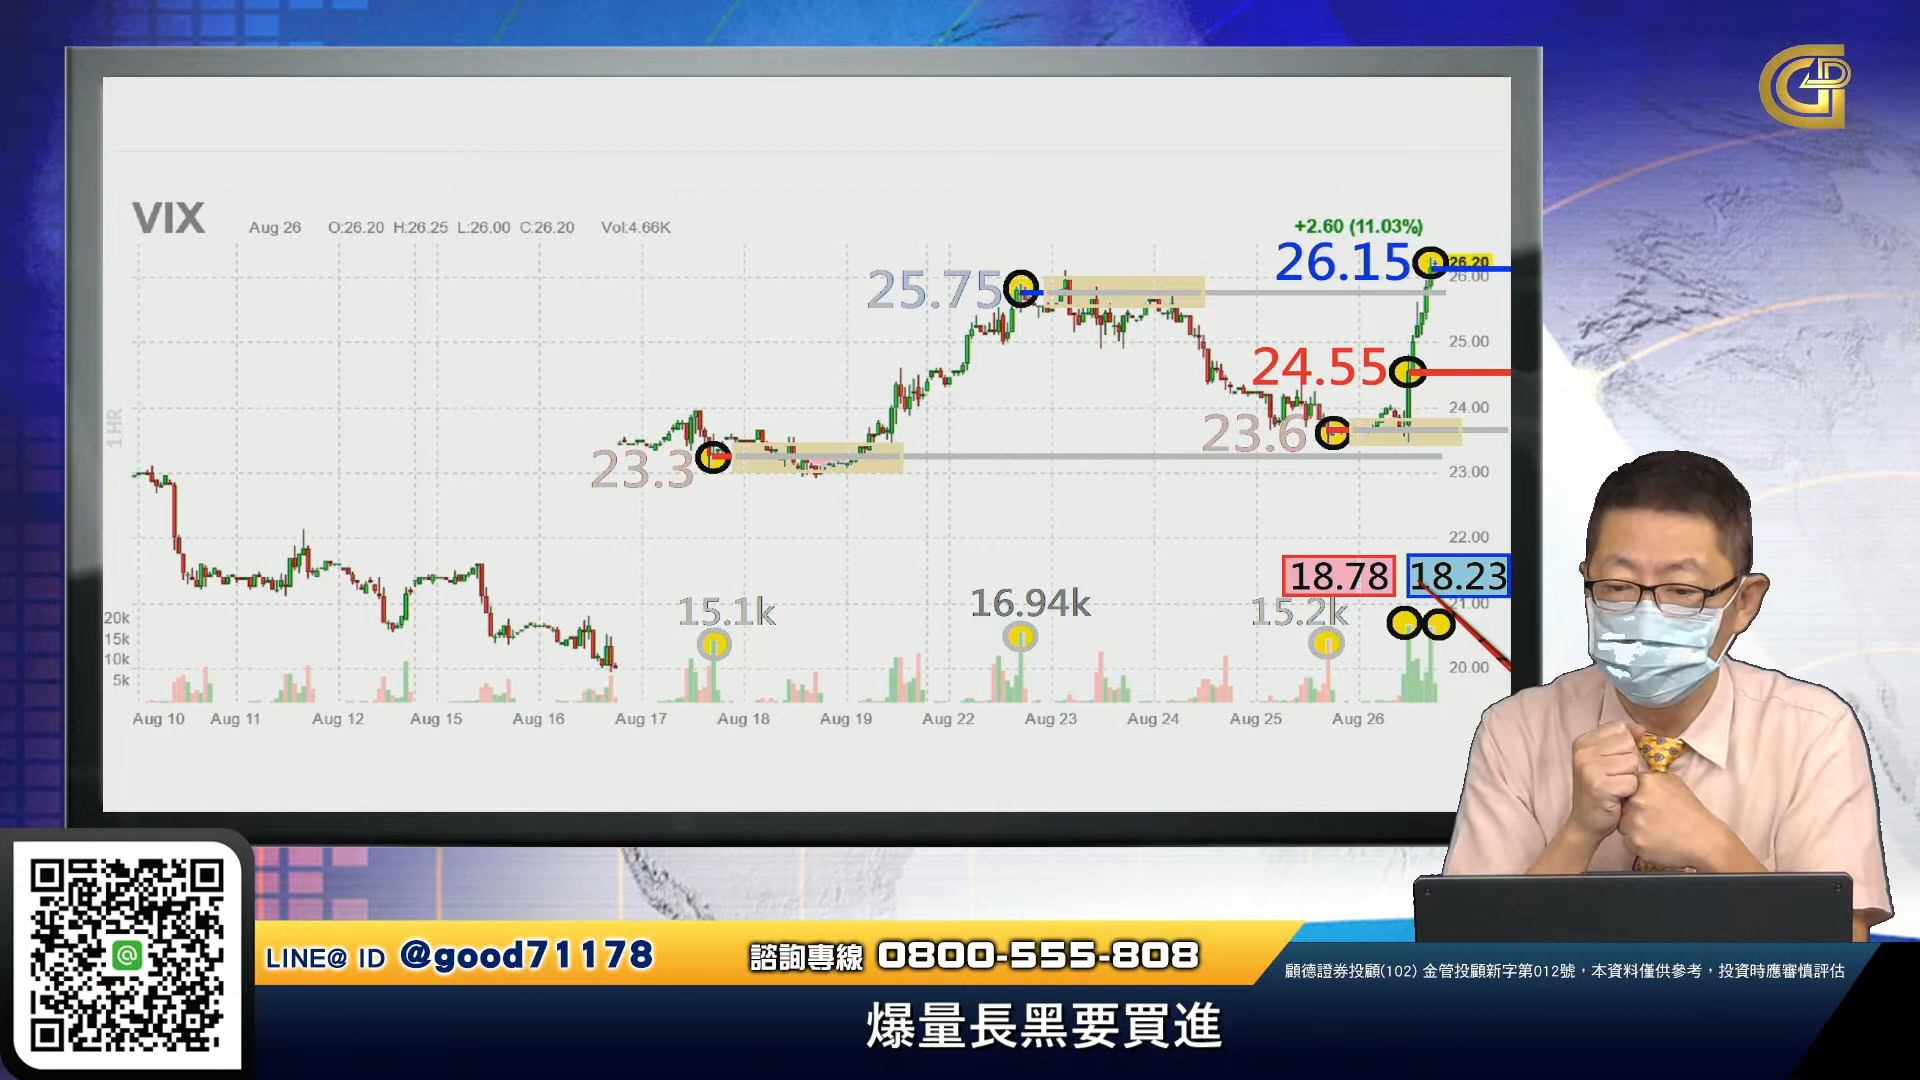 VIX Aug 26 O:26.20 H:26.25 L:26.00 C:26.20 Vol:4.66K
+2.60 (11.03%)
26.15
26.20
26.00
25.75
25.00
24.55
24.00
23.6
23.3
23.00
1 HR
22.00
18.78 18.23
21.00
15.1k 16.94k 15.2k
20k
15k
10k
5k
20.00
Aug 10 Aug 11 Aug 12 Aug 15 Aug 16 Aug 17 Aug 18 Aug 19 Aug 22 Aug 23 Aug 24 Aug 25 Aug 26
LINE@ ID @good71178 諮詢專線 0800-555-808
顧德證券投顧(102) 金管投顧新字第012號，本資料僅供參考，投資時應審慎評估
爆量長黑要買進